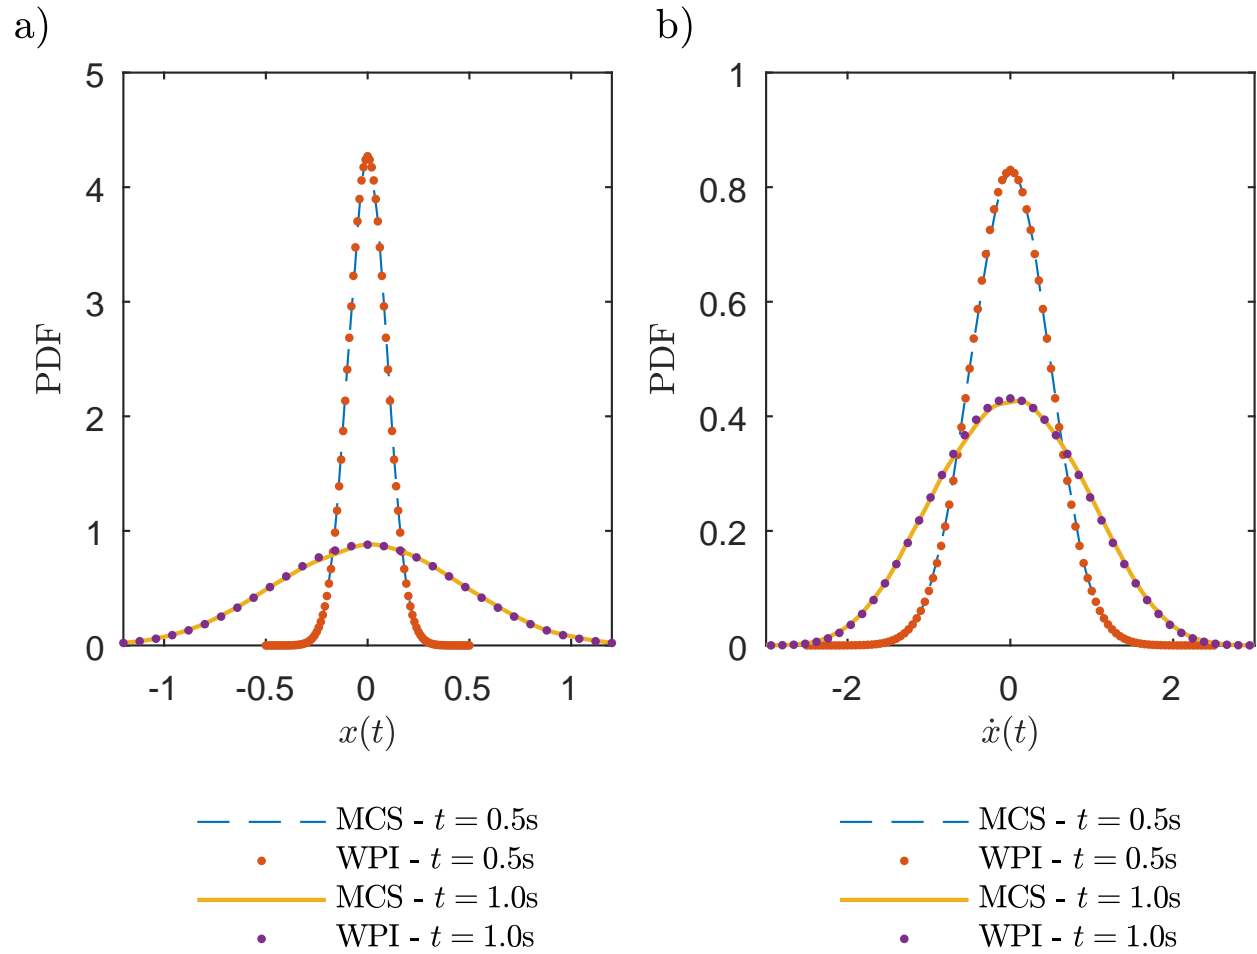 a)
5
4
3
2
1
0
PDF
-1
-0.5
0
0.5
1
x(t)
MCS - t = 0.5s
WPI - t = 0.5s
MCS - t = 1.0s
WPI - t = 1.0s
b)
1
0.8
0.6
0.4
0.2
0
PDF
-2
0
2
ẋ(t)
MCS - t = 0.5s
WPI - t = 0.5s
MCS - t = 1.0s
WPI - t = 1.0s